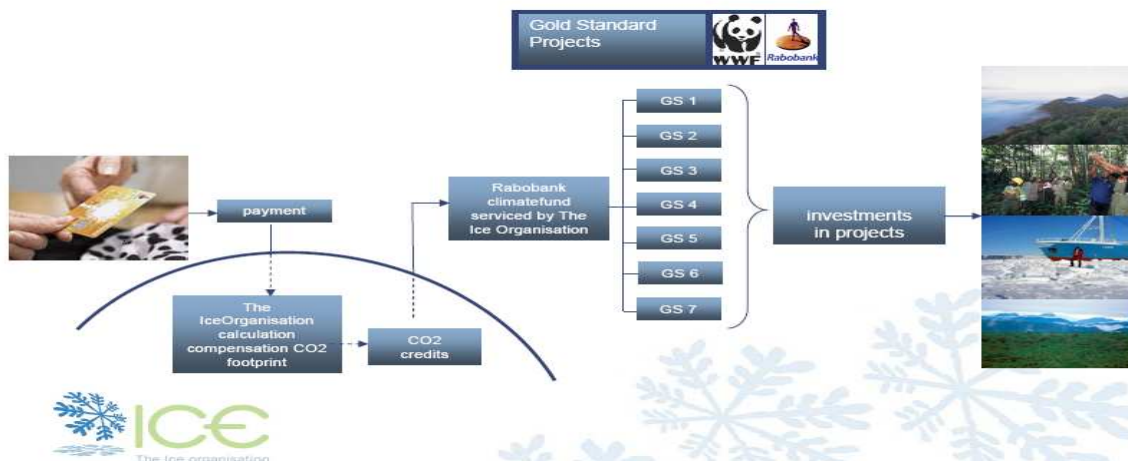 Gold Standard
Projects
WWF
Rabobank
GS 1
GS 2
GS 3
GS 4
GS 5
GS 6
GS 7
payment
Rabobank
climatefund
serviced by The
Ice Organisation
investments
in projects
The
IceOrganisation
calculation
compensation CO2
footprint
CO2
credits
ICE
The Ice organisation